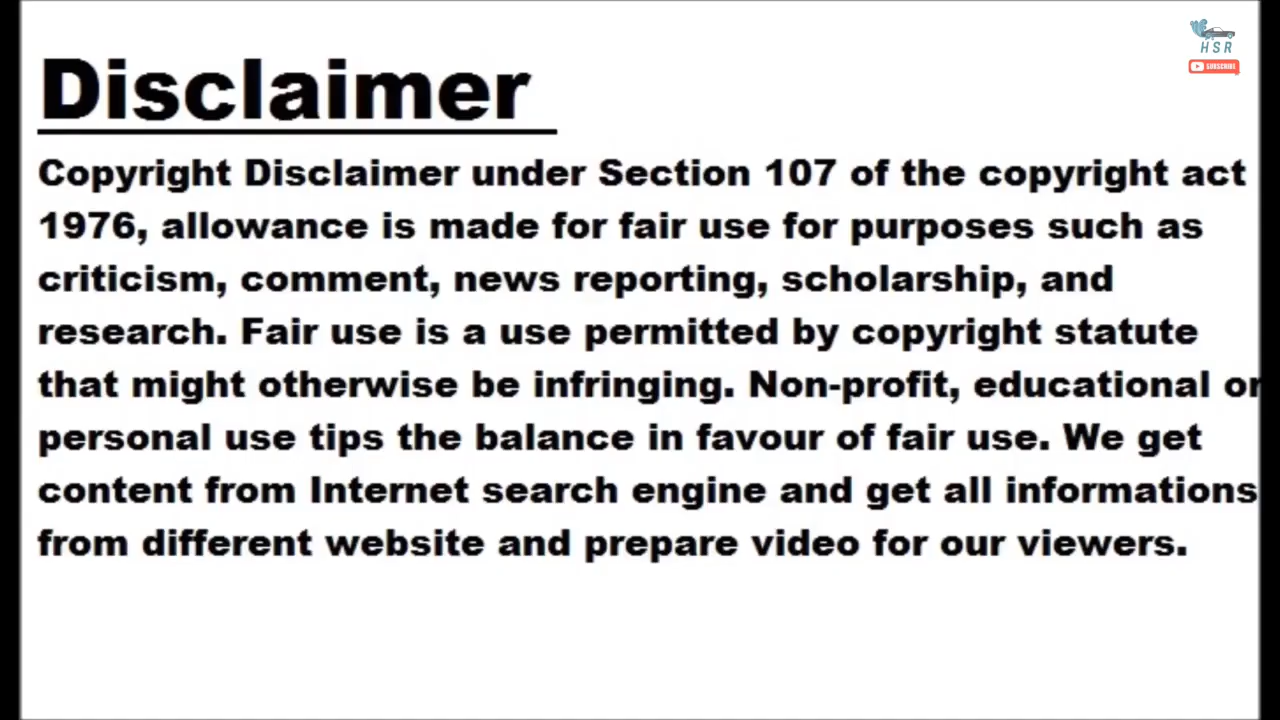 HSR
SUBSCRIBE
Disclaimer
Copyright Disclaimer under Section 107 of the copyright act
1976, allowance is made for fair use for purposes such as
criticism, comment, news reporting, scholarship, and
research. Fair use is a use permitted by copyright statute
that might otherwise be infringing. Non-profit, educational or
personal use tips the balance in favour of fair use. We get
content from Internet search engine and get all informations
from different website and prepare video for our viewers.